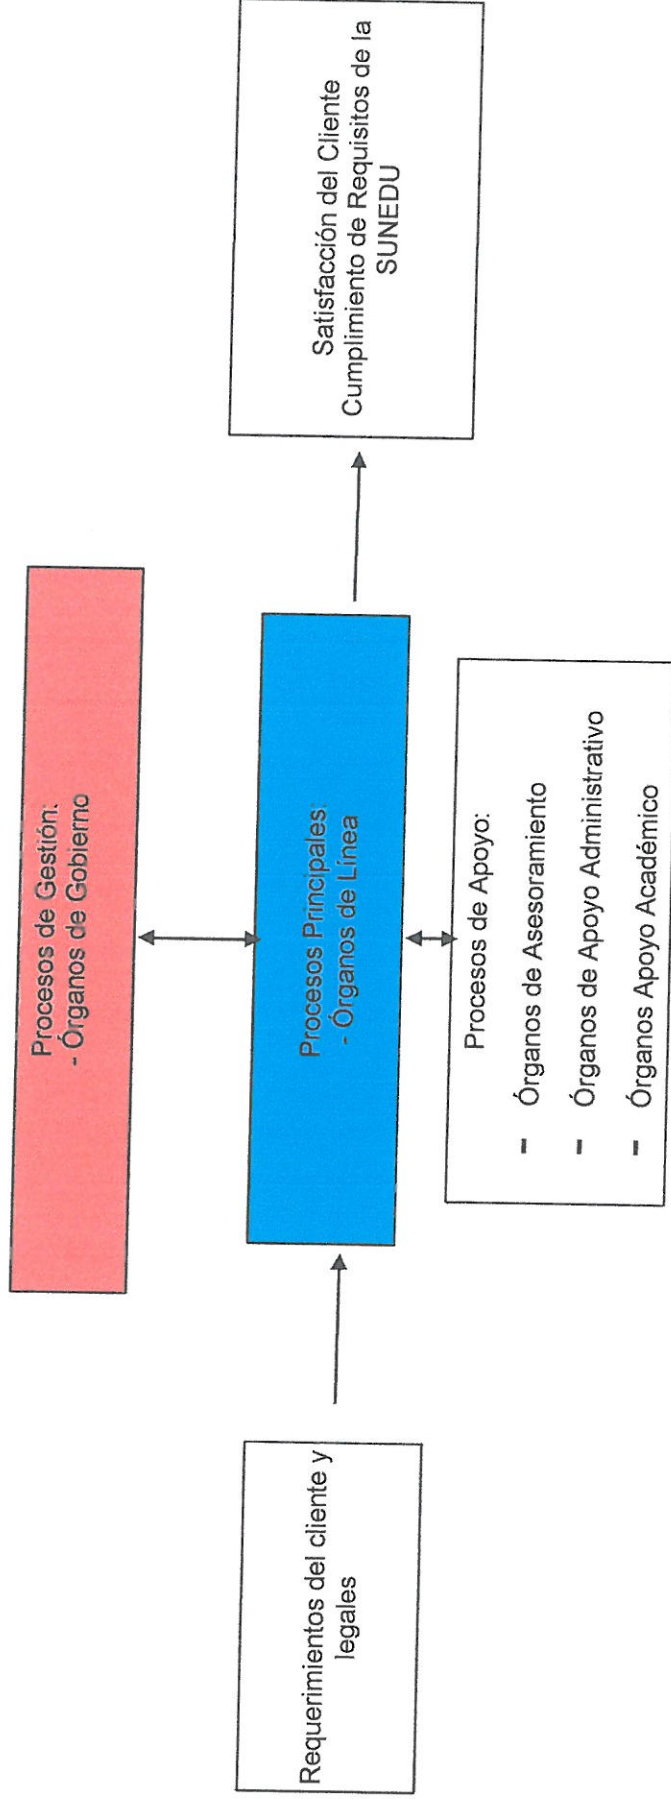 Procesos de Gestión:
- Órganos de Gobierno
Requerimientos del cliente y
legales
Procesos Principales:
- Órganos de Línea
Satisfacción del Cliente
Cumplimiento de Requisitos de la
SUNEDU
Procesos de Apoyo:
- Órganos de Asesoramiento
- Órganos de Apoyo Administrativo
- Órganos Apoyo Académico